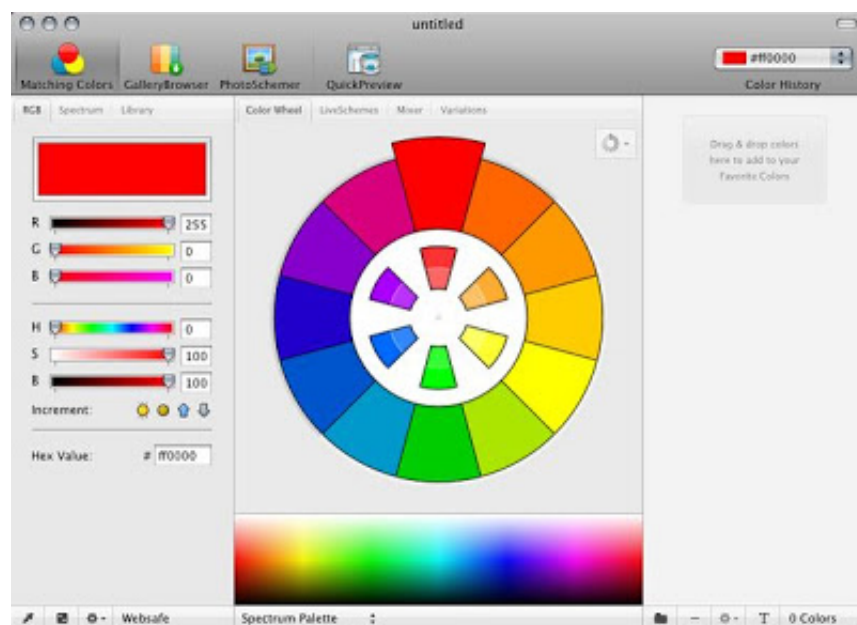 untitled
Matching Colors GalleryBrowser PhotoSchemer QuickPreview
#ff0000
Color History
RGB Spectrum Library
Color Wheel LiveSchemes Mixer Variations
Drag & drop colors
here to add to your
Favorite Colors
R 255
G 0
B 0
H 0
S 100
B 100
Increment:
Hex Value: # ff0000
Websafe
Spectrum Palette
T
0 Colors